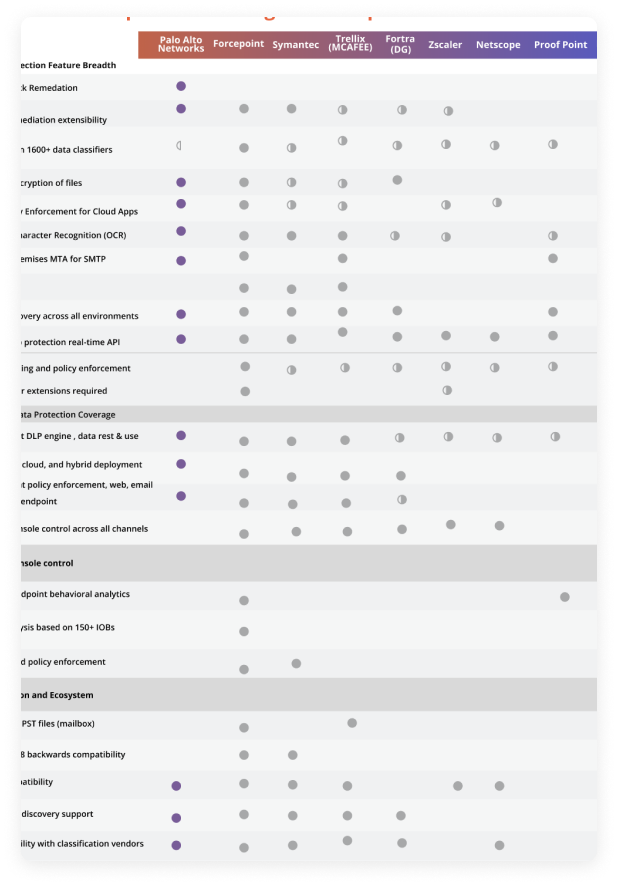 Palo Alto Networks Forcepoint Symantec Trellix (MCAFEE) Fortra (DG) Zscaler Netscope Proof Point
ection Feature Breadth
ck Remedation
nediation extensibility
n 1600+ data classifiers
cryption of files
y Enforcement for Cloud Apps
haracter Recognition (OCR)
emises MTA for SMTP
overy across all environments
protection real-time API
ing and policy enforcement
r extensions required
ata Protection Coverage
t DLP engine , data rest & use
cloud, and hybrid deployment
nt policy enforcement, web, email
endpoint
nsole control across all channels
nsole control
dpoint behavioral analytics
ysis based on 150+ IOBs
d policy enforcement
on and Ecosystem
PST files (mailbox)
8 backwards compatibility
patibility
discovery support
ility with classification vendors